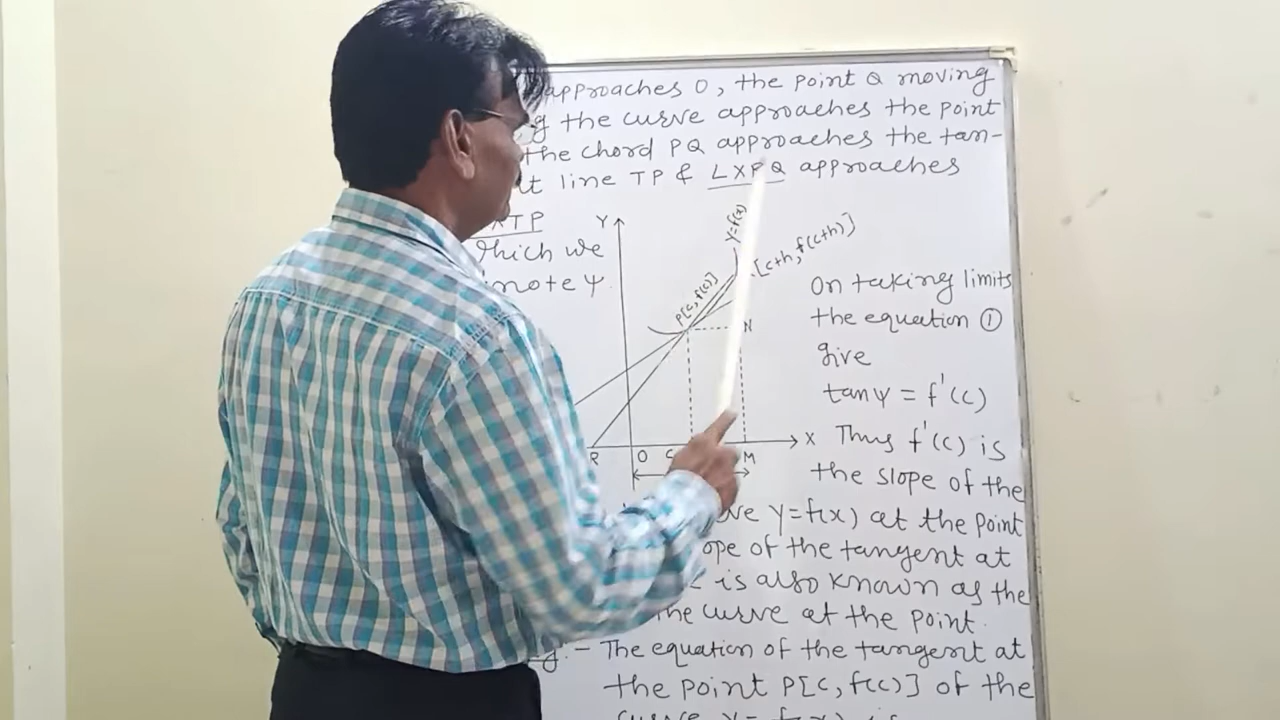 approaches 0, the point Q moving
g the curve approaches the point
the chord PQ approaches the tan-
t line TP & LXPQ approaches
XTP
which we
note ψ.
Y
Y=f(x)
[c+h, f(c+h)]
P[c, f(c)]
N
R O C M X
On taking limits
the equation ①
give
tanψ = f'(c)
Thus f'(c) is
the slope of the
ve y=f(x) at the point
ope of the tangent at
is also known as the
the curve at the point.
:- The equation of the tangent at
the point P[c, f(c)] of the
curve y= f(x) is